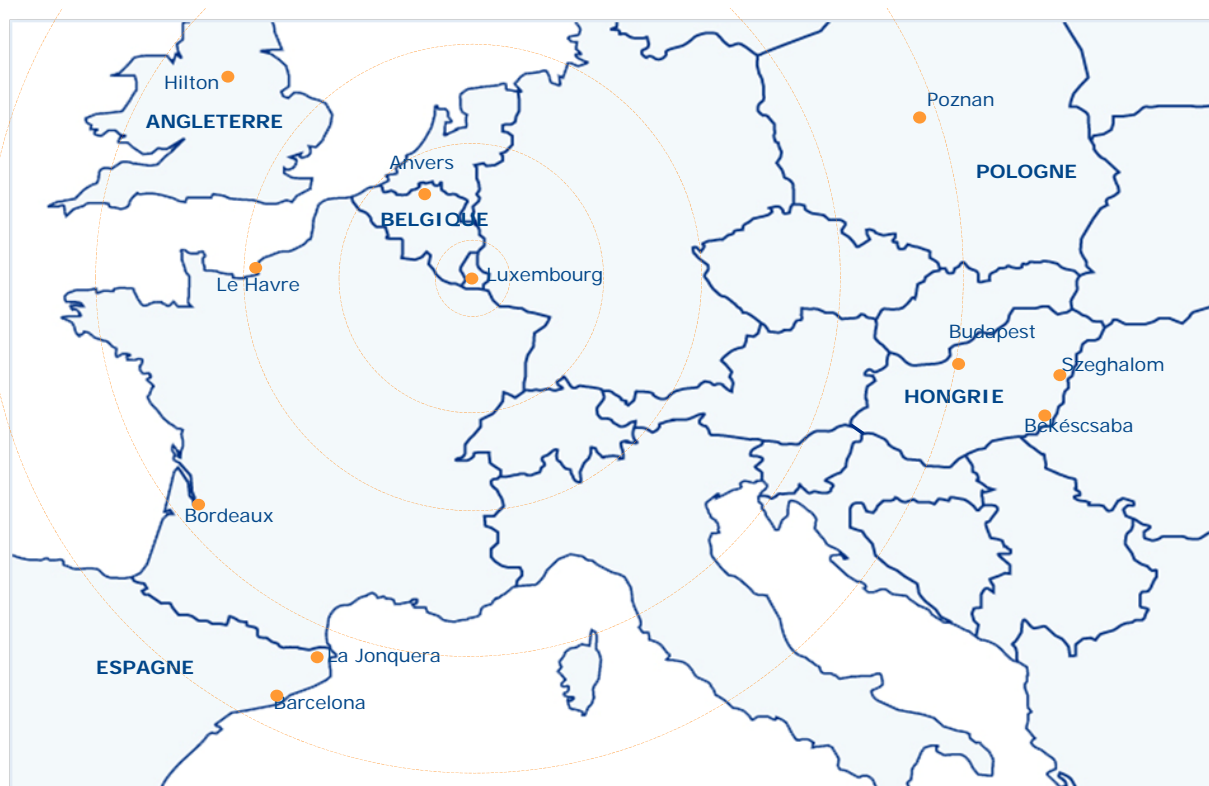 Hilton
Poznan
ANGLETERRE
Anvers
POLOGNE
BELGIQUE
Luxembourg
Le Havre
Budapest
Szeghalom
HONGRIE
Békéscsaba
Bordeaux
La Jonquera
ESPAGNE
Barcelona